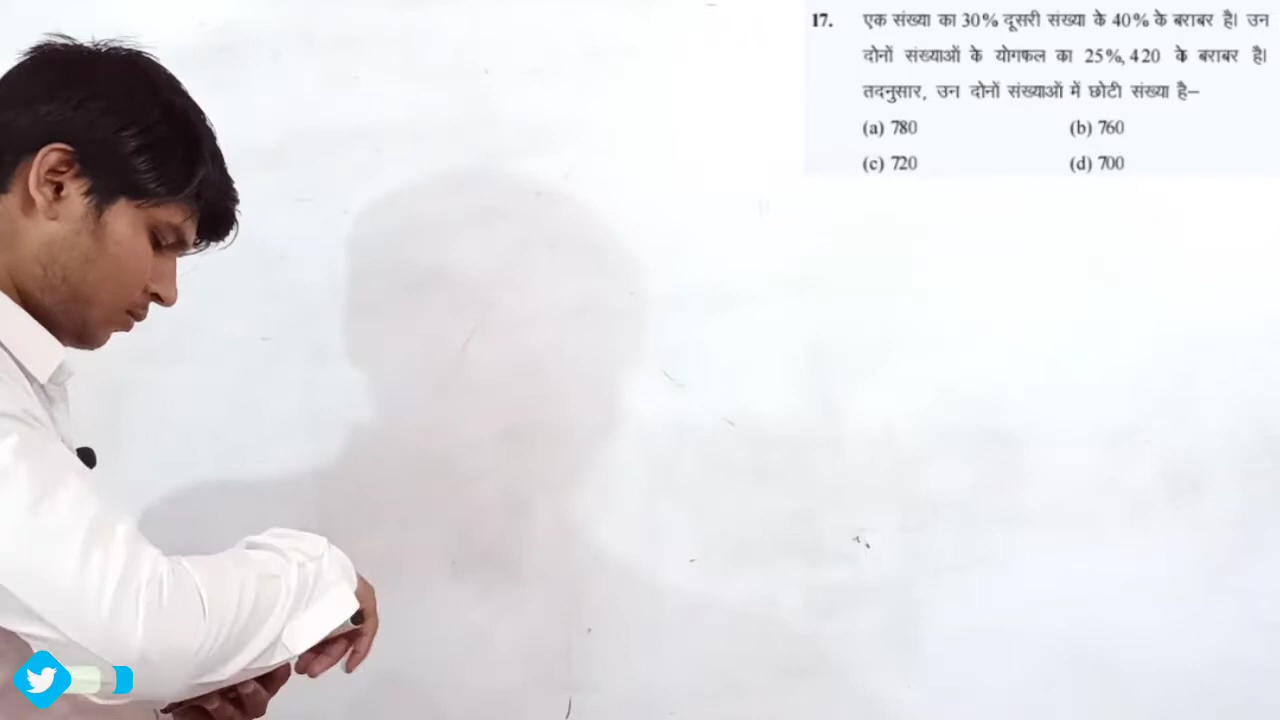 17. एक संख्या का 30% दूसरी संख्या के 40% के बराबर है। उन
दोनों संख्याओं के योगफल का 25%, 420 के बराबर है।
तदनुसार, उन दोनों संख्याओं में छोटी संख्या है–
(a) 780 (b) 760
(c) 720 (d) 700